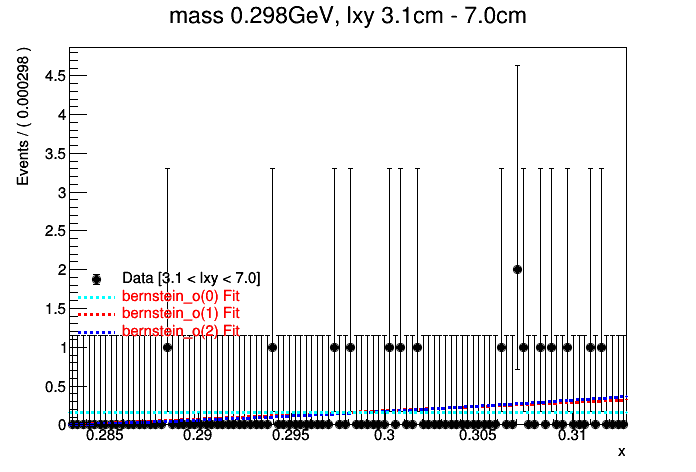 mass 0.298GeV, lxy 3.1cm - 7.0cm
Events / ( 0.000298 )
4.5
4
3.5
3
2.5
2
1.5
1
0.5
0
Data [3.1 < lxy < 7.0]
bernstein_o(0) Fit
bernstein_o(1) Fit
bernstein_o(2) Fit
0.285 0.29 0.295 0.3 0.305 0.31
x